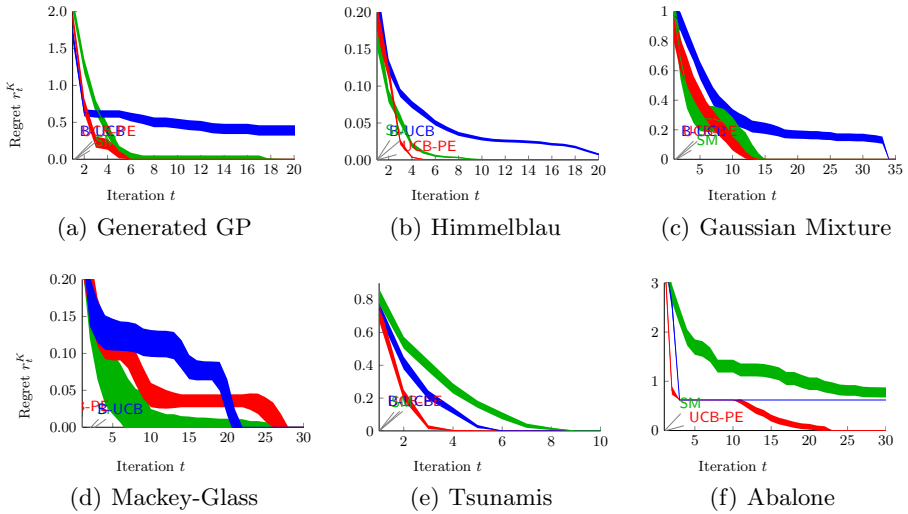 2.0
1.5
1.0
0.5
0.0
Regret r_t^K
2 4 6 8 10 12 14 16 18 20
Iteration t
(a) Generated GP
0.20
0.15
0.10
0.05
0.00
B-UCB
UCB-PE
2 4 6 8 10 12 14 16 18 20
Iteration t
(b) Himmelblau
1
0.8
0.6
0.4
0.2
0
SM
5 10 15 20 25 30 35
Iteration t
(c) Gaussian Mixture
0.20
0.15
0.10
0.05
0.00
Regret r_t^K
B-UCB
5 10 15 20 25 30
Iteration t
(d) Mackey-Glass
0.8
0.6
0.4
0.2
0
2 4 6 8 10
Iteration t
(e) Tsunamis
3
2
1
0
SM
UCB-PE
5 10 15 20 25 30
Iteration t
(f) Abalone